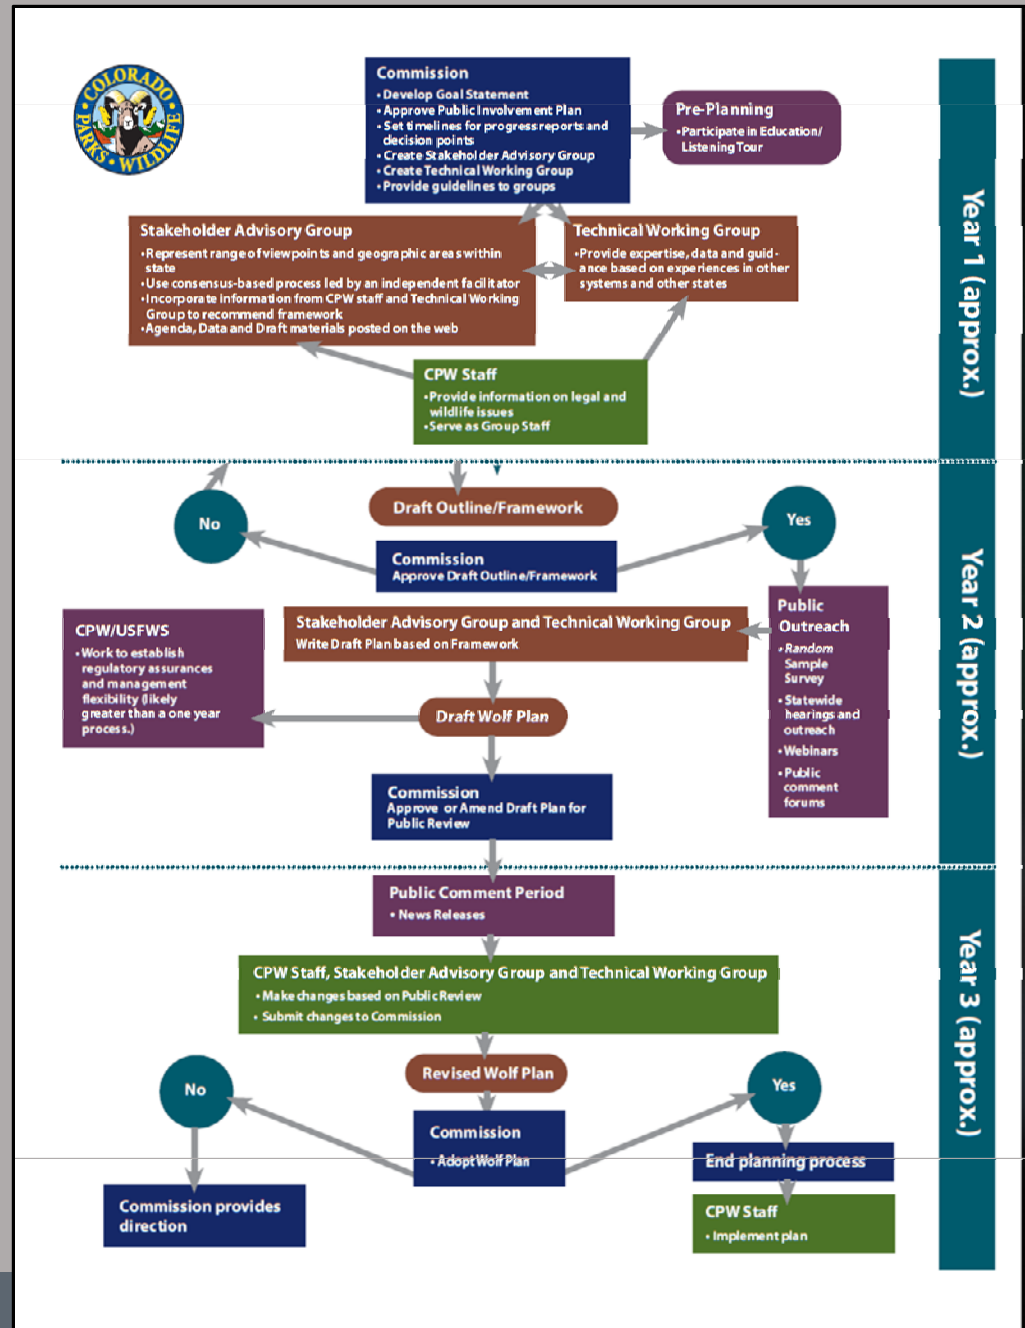 COLORADO
PARKS • WILDLIFE
Commission
• Develop Goal Statement
• Approve Public Involvement Plan
• Set timelines for progress reports and
decision points
• Create Stakeholder Advisory Group
• Create Technical Working Group
• Provide guidelines to groups
Pre-Planning
• Participate in Education/
Listening Tour
Stakeholder Advisory Group
• Represent range of viewpoints and geographic areas within
state
• Use consensus-based process led by an independent facilitator
• Incorporate information from CPW staff and Technical Working
Group to recommend framework
• Agenda, Data and Draft materials posted on the web
Technical Working Group
• Provide expertise, data and guid-
ance based on experiences in other
systems and other states
CPW Staff
• Provide information on legal and
wildlife issues
• Serve as Group Staff
Year 1 (approx.)
No
Draft Outline/Framework
Yes
Commission
Approve Draft Outline/Framework
Public
Outreach
• Random
Sample
Survey
• Statewide
hearings and
outreach
• Webinars
• Public
comment
forums
Stakeholder Advisory Group and Technical Working Group
Write Draft Plan based on Framework
CPW/USFWS
• Work to establish
regulatory assurances
and management
flexibility (likely
greater than a one year
process.)
Draft Wolf Plan
Commission
Approve or Amend Draft Plan for
Public Review
Year 2 (approx.)
Public Comment Period
• News Releases
CPW Staff, Stakeholder Advisory Group and Technical Working Group
• Make changes based on Public Review
• Submit changes to Commission
Revised Wolf Plan
No
Yes
Commission
• Adopt Wolf Plan
End planning process
Commission provides
direction
CPW Staff
• Implement plan
Year 3 (approx.)